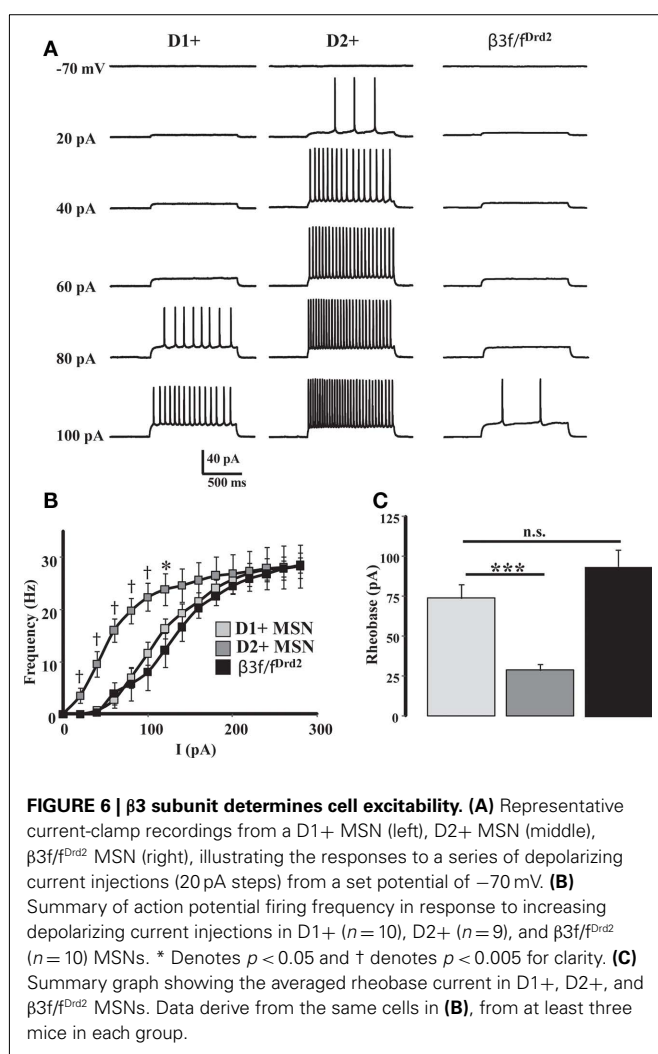 A
D1+ D2+ β3f/fDrd2
-70 mV
20 pA
40 pA
60 pA
80 pA
100 pA
40 pA
500 ms
B
Frequency (Hz)
30
20
10
0
† † † † † *
D1+ MSN
D2+ MSN
β3f/fDrd2
0 100 200 300
I (pA)
C
Rheobase (pA)
125
100
75
50
25
0
n.s.
***
FIGURE 6 | β3 subunit determines cell excitability. (A) Representative
current-clamp recordings from a D1+ MSN (left), D2+ MSN (middle),
β3f/fDrd2 MSN (right), illustrating the responses to a series of depolarizing
current injections (20 pA steps) from a set potential of −70 mV. (B)
Summary of action potential firing frequency in response to increasing
depolarizing current injections in D1+ (n = 10), D2+ (n = 9), and β3f/fDrd2
(n = 10) MSNs. * Denotes p < 0.05 and † denotes p < 0.005 for clarity. (C)
Summary graph showing the averaged rheobase current in D1+, D2+, and
β3f/fDrd2 MSNs. Data derive from the same cells in (B), from at least three
mice in each group.